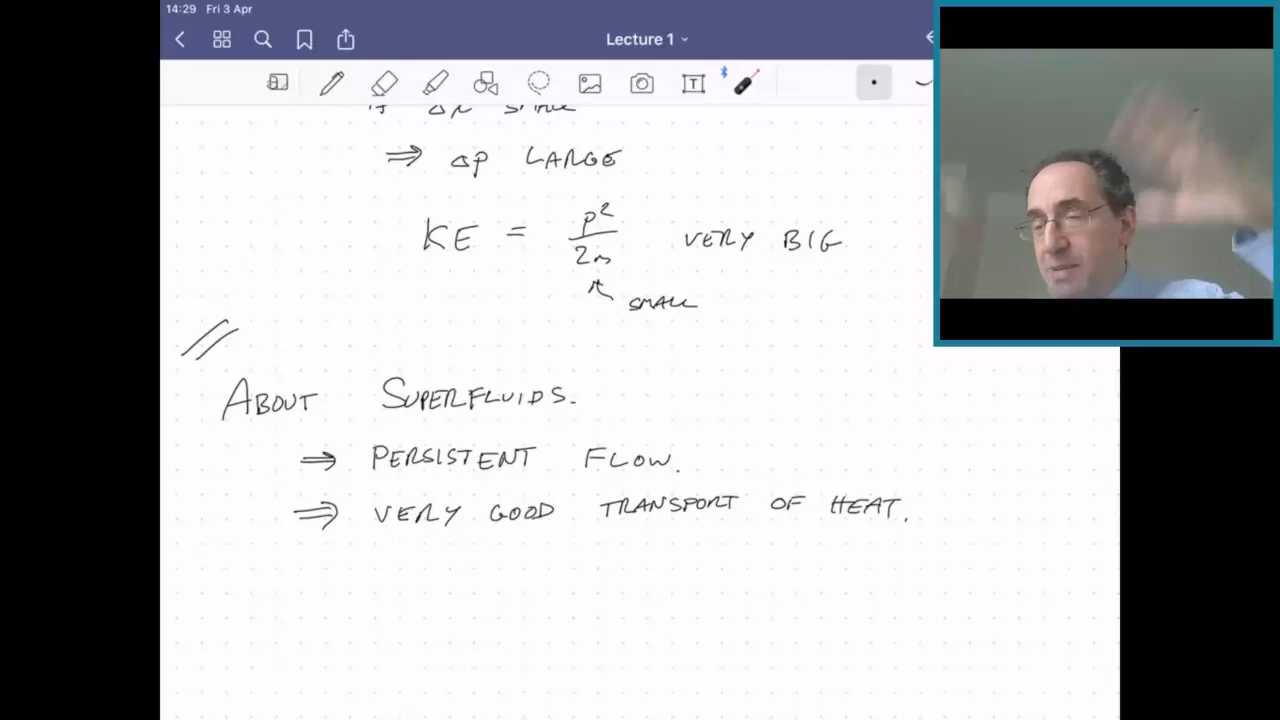 14:29 Fri 3 Apr
Lecture 1
SMALL
⇒ Δp LARGE
KE = p²/2m VERY BIG
SMALL
ABOUT SUPERFLUIDS.
⇒ PERSISTENT FLOW.
⇒ VERY GOOD TRANSPORT OF HEAT.